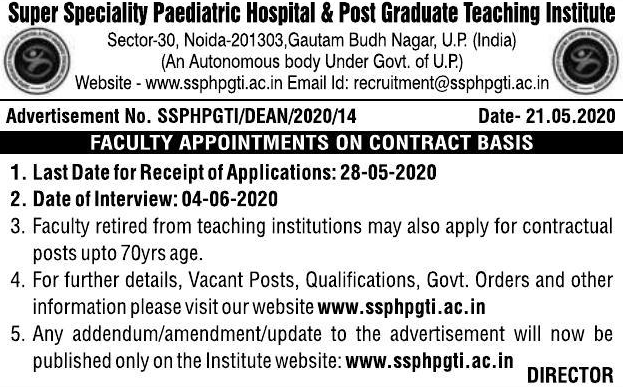 Super Speciality Paediatric Hospital & Post Graduate Teaching Institute
Sector-30, Noida-201303,Gautam Budh Nagar, U.P. (India)
(An Autonomous body Under Govt. of U.P.)
Website - www.ssphpgti.ac.in Email Id: recruitment@ssphpgti.ac.in
Advertisement No. SSPHPGTI/DEAN/2020/14 Date- 21.05.2020
FACULTY APPOINTMENTS ON CONTRACT BASIS
1. Last Date for Receipt of Applications: 28-05-2020
2. Date of Interview: 04-06-2020
3. Faculty retired from teaching institutions may also apply for contractual
posts upto 70yrs age.
4. For further details, Vacant Posts, Qualifications, Govt. Orders and other
information please visit our website www.ssphpgti.ac.in
5. Any addendum/amendment/update to the advertisement will now be
published only on the Institute website: www.ssphpgti.ac.in
DIRECTOR